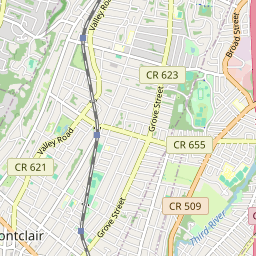 Valley Roa
Broad Street
CR 623
Grove Street
Valley Road
CR 655
CR 621
Grove Street
CR 509
Third River
ontclair